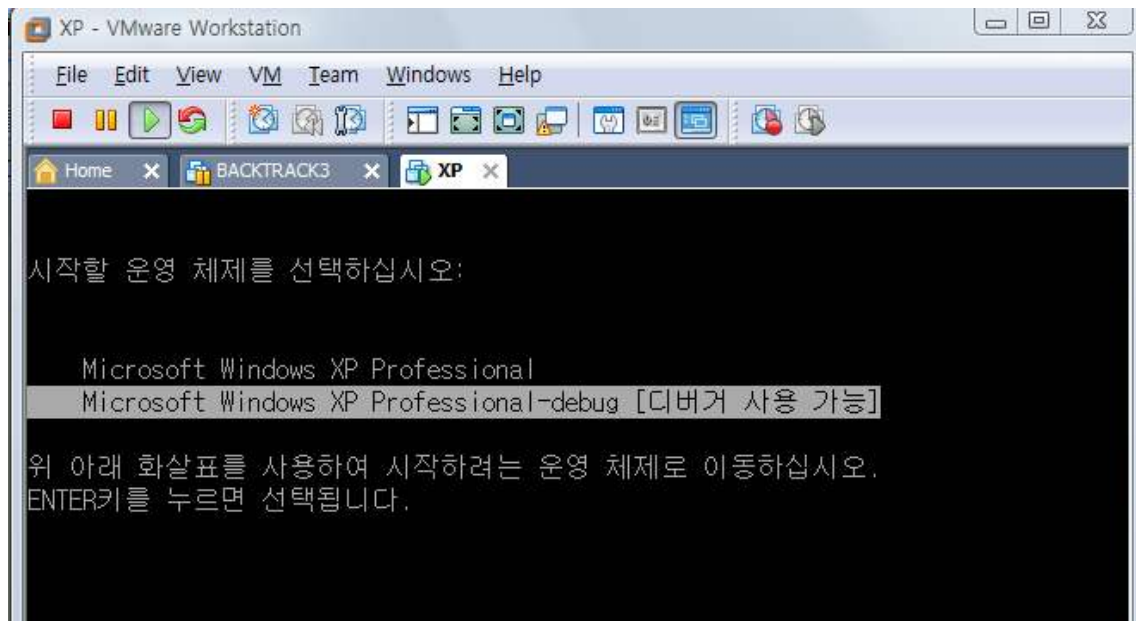 XP - VMware Workstation
File Edit View VM Team Windows Help
Home BACKTRACK3 XP
시작할 운영 체제를 선택하십시오:
Microsoft Windows XP Professional
Microsoft Windows XP Professional-debug [디버거 사용 가능]
위 아래 화살표를 사용하여 시작하려는 운영 체제로 이동하십시오.
ENTER키를 누르면 선택됩니다.